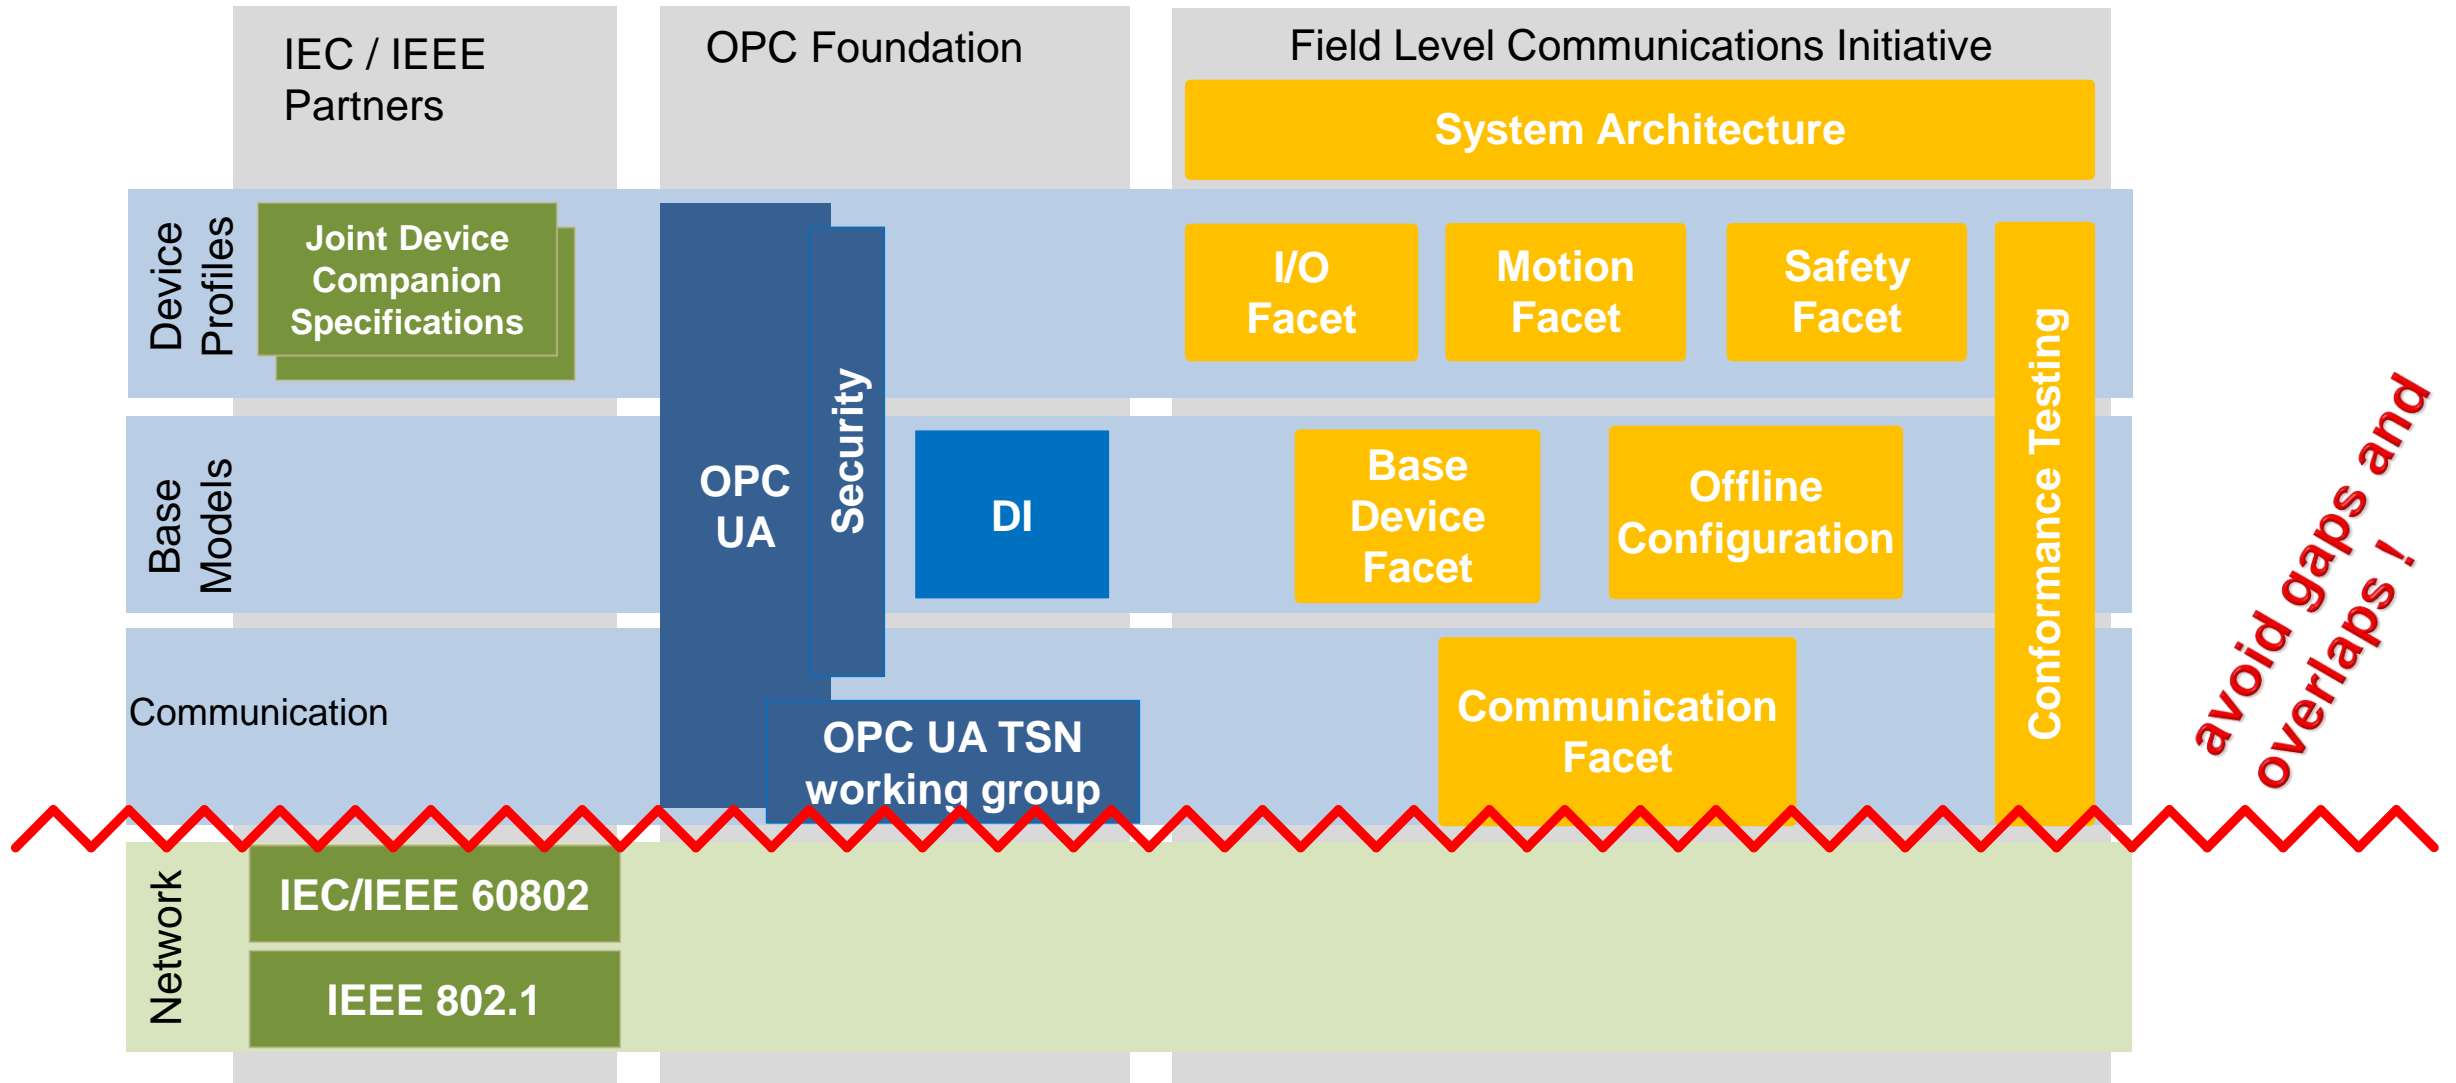 IEC / IEEE
Partners
OPC Foundation
Field Level Communications Initiative
System Architecture
Device
Profiles
Joint Device
Companion
Specifications
I/O
Facet
Motion
Facet
Safety
Facet
Conformance Testing
Security
OPC
UA
Base
Models
DI
Base
Device
Facet
Offline
Configuration
Communication
OPC UA TSN
working group
Communication
Facet
avoid gaps and
overlaps !
Network
IEC/IEEE 60802
IEEE 802.1